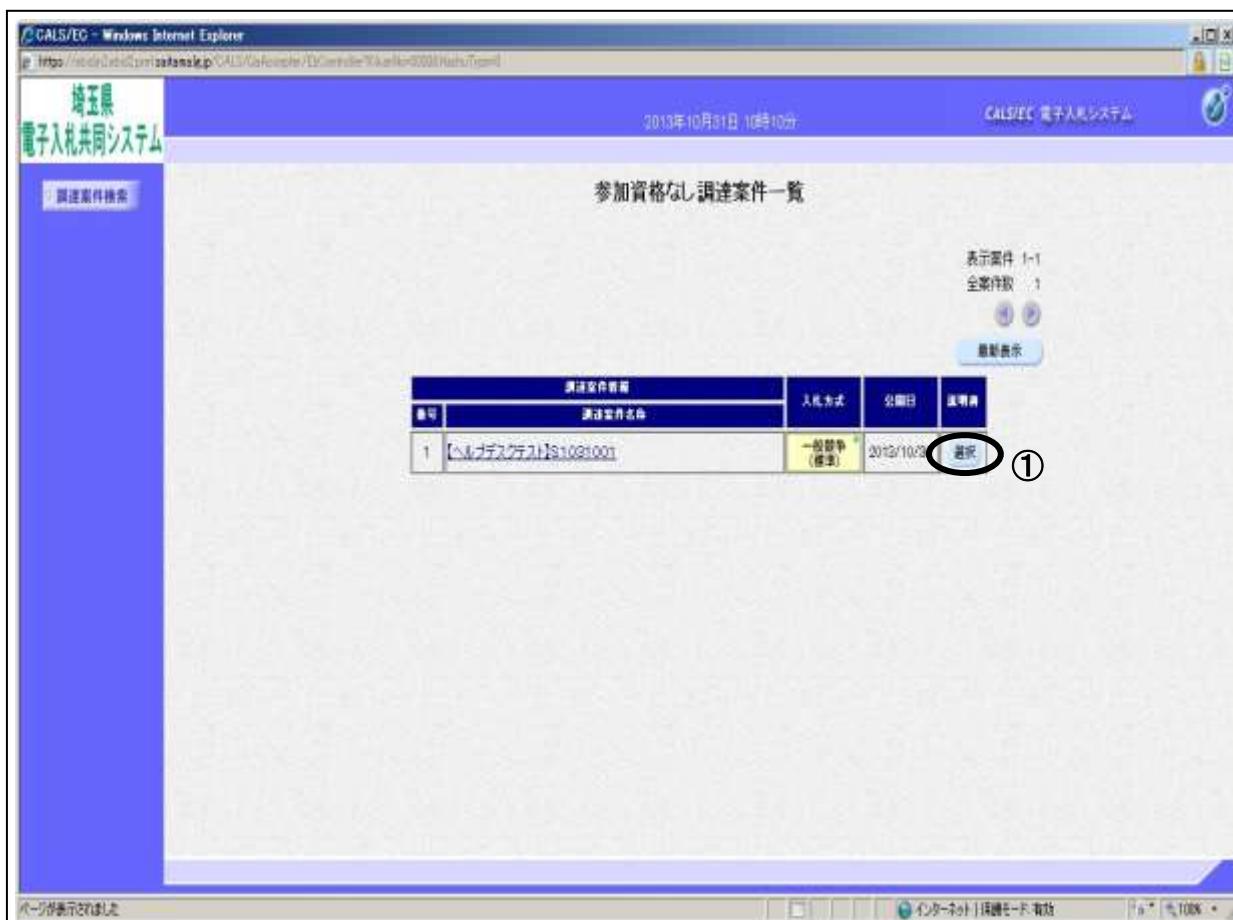 CALS/EC - Windows Internet Explorer
埼玉県
電子入札共同システム
2013年10月31日 10時10分
CALS/EC 電子入札システム
調達案件検索
参加資格なし調達案件一覧
表示案件 1-1
全案件数 1
最新表示
調達案件情報
入札方式
公開日
説明書
番号
調達案件名称
1
【ヘルプデスクテスト】S1031001
一般競争
(標準)
2013/10/3
選択
①
ページが表示されました
インターネット | 保護モード: 有効
100%